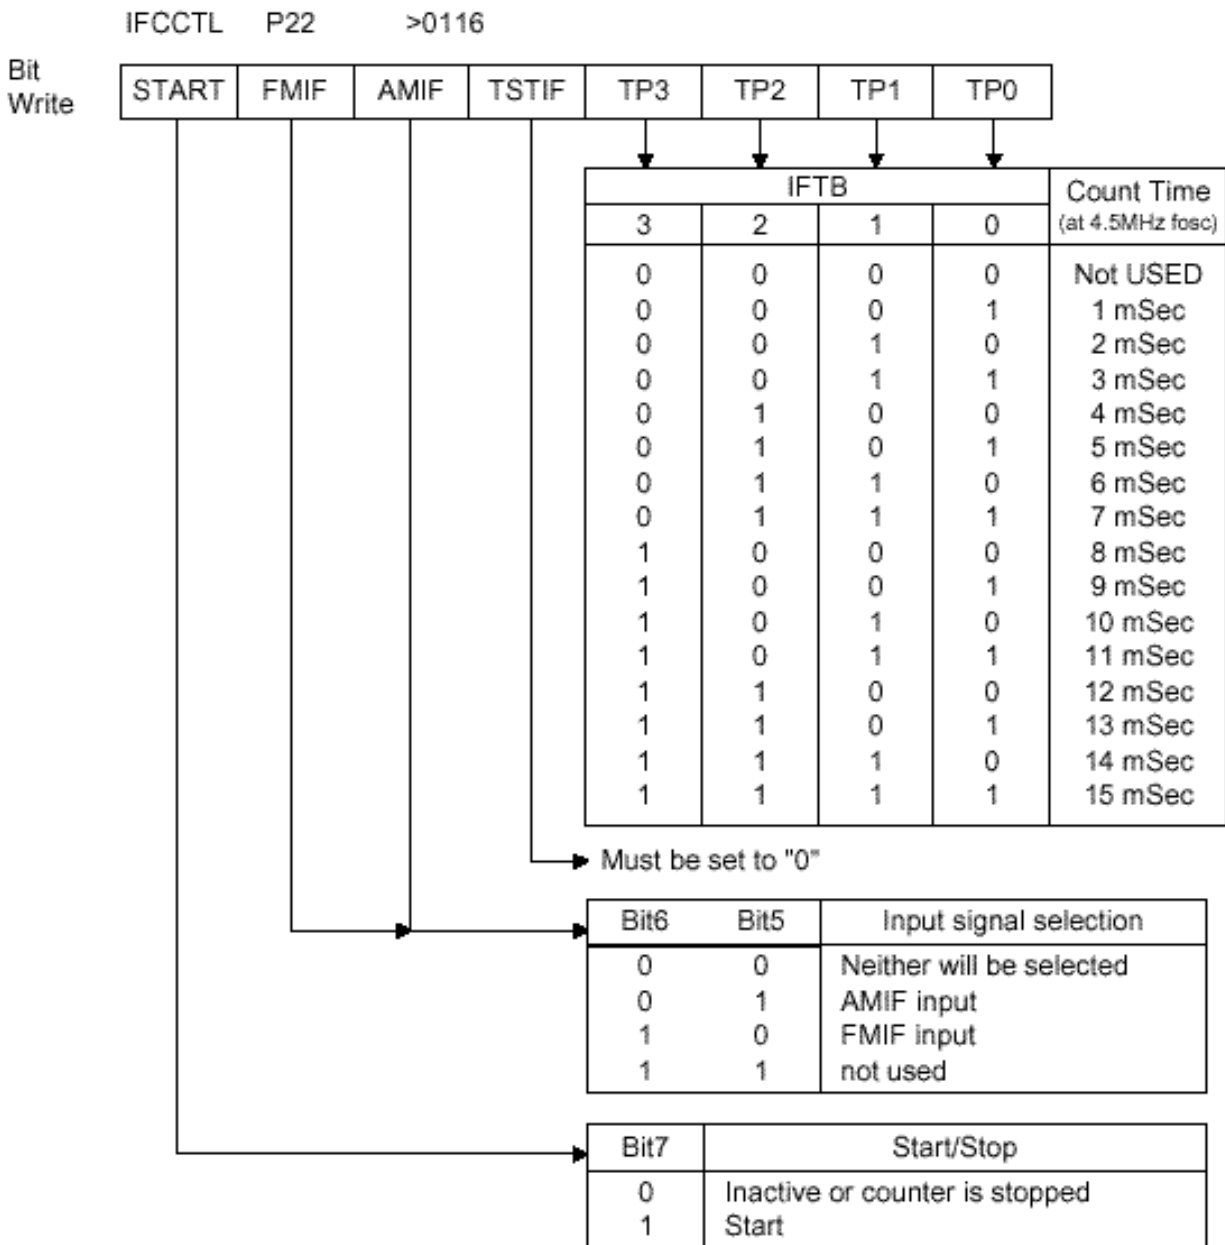 IFCCTL P22 >0116
Bit
Write
START FMIF AMIF TSTIF TP3 TP2 TP1 TP0
IFTB Count Time
3 2 1 0 (at 4.5MHz fosc)
0 0 0 0 Not USED
0 0 0 1 1 mSec
0 0 1 0 2 mSec
0 0 1 1 3 mSec
0 1 0 0 4 mSec
0 1 0 1 5 mSec
0 1 1 0 6 mSec
0 1 1 1 7 mSec
1 0 0 0 8 mSec
1 0 0 1 9 mSec
1 0 1 0 10 mSec
1 0 1 1 11 mSec
1 1 0 0 12 mSec
1 1 0 1 13 mSec
1 1 1 0 14 mSec
1 1 1 1 15 mSec
Must be set to "0"
Bit6 Bit5 Input signal selection
0 0 Neither will be selected
0 1 AMIF input
1 0 FMIF input
1 1 not used
Bit7 Start/Stop
0 Inactive or counter is stopped
1 Start